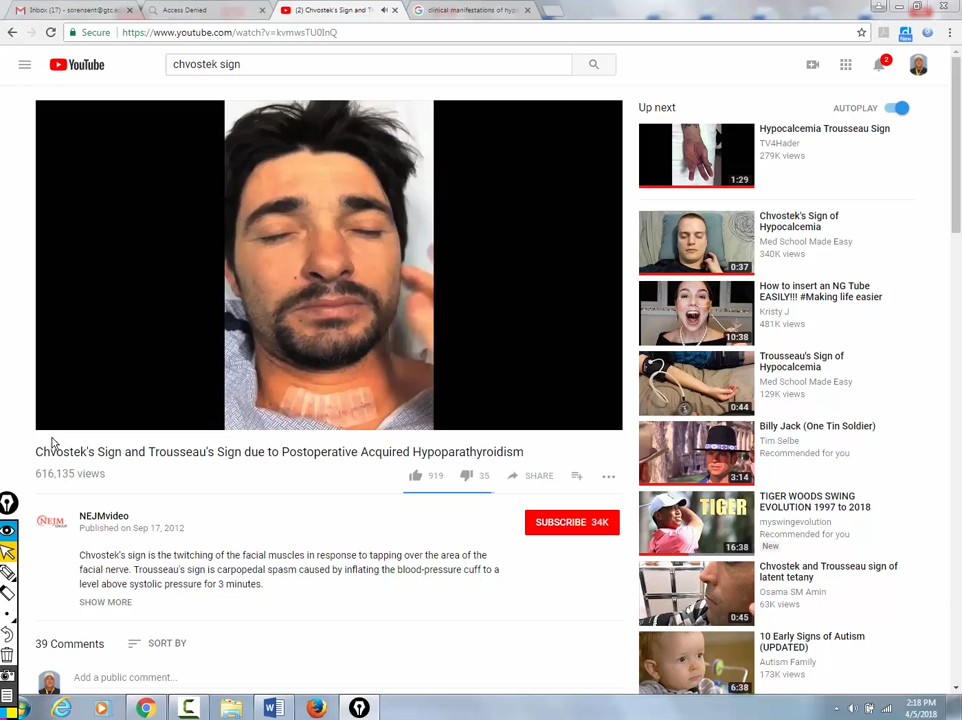 Inbox (17) - sorensent@gtc.ed
Access Denied
(2) Chvostek's Sign and Tr
clinical manifestations of hyp
Secure
https://www.youtube.com/watch?v=kvmwsTU0InQ
YouTube
chvostek sign
2
Up next
AUTOPLAY
Hypocalcemia Trousseau Sign
TV4Hader
279K views
1:29
Chvostek's Sign of
Hypocalcemia
Med School Made Easy
340K views
0:37
How to insert an NG Tube
EASILY!!! #Making life easier
Kristy J
481K views
10:38
Trousseau's Sign of
Hypocalcemia
Med School Made Easy
129K views
0:44
Billy Jack (One Tin Soldier)
Tim Selbe
Recommended for you
3:14
TIGER WOODS SWING
EVOLUTION 1997 to 2018
myswingevolution
Recommended for you
New
TIGER
16:38
Chvostek and Trousseau sign of
latent tetany
Osama SM Amin
63K views
0:45
10 Early Signs of Autism
(UPDATED)
Autism Family
173K views
6:38
Chvostek's Sign and Trousseau's Sign due to Postoperative Acquired Hypoparathyroidism
616,135 views
919
35
SHARE
NEJM
NEJMvideo
Published on Sep 17, 2012
SUBSCRIBE 34K
Chvostek's sign is the twitching of the facial muscles in response to tapping over the area of the
facial nerve. Trousseau's sign is carpopedal spasm caused by inflating the blood-pressure cuff to a
level above systolic pressure for 3 minutes.
SHOW MORE
39 Comments
SORT BY
Add a public comment...
2:18 PM
4/5/2018